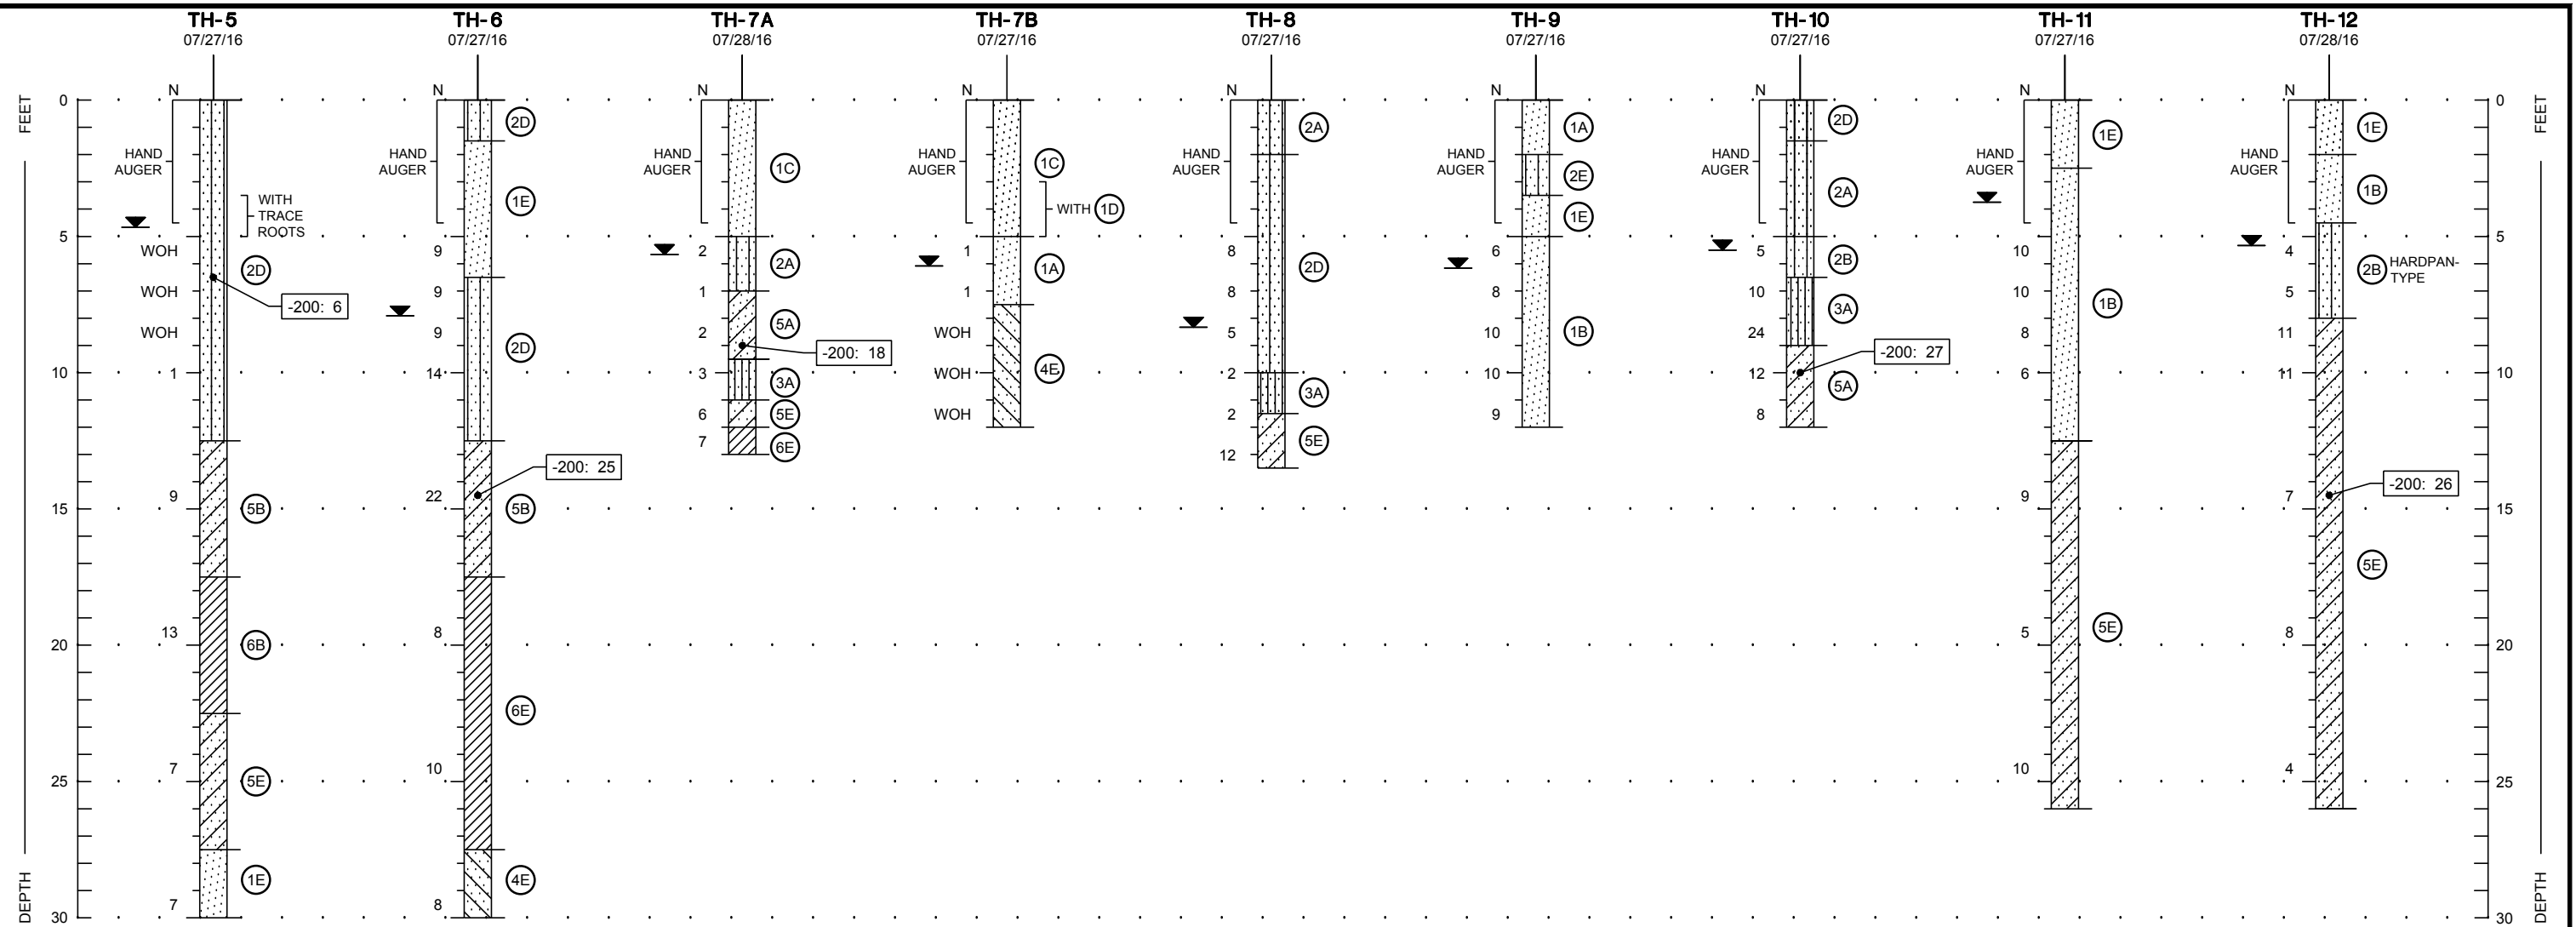 TH-5 TH-6 TH-7A TH-7B TH-8 TH-9 TH-10 TH-11 TH-12
07/27/16 07/27/16 07/28/16 07/27/16 07/27/16 07/27/16 07/27/16 07/27/16 07/28/16
FEET
DEPTH
0
5
10
15
20
25
30
N
HAND
AUGER
WITH
TRACE
ROOTS
WOH
2D
-200: 6
WOH
WOH
1
9
5B
13
6B
7
5E
1E
7
N
2D
HAND
AUGER
1E
9
9
9
2D
14
-200: 25
22
5B
8
6E
10
4E
8
N
HAND
AUGER
1C
2
2A
1
5A
2
-200: 18
3
3A
6
5E
7
6E
N
HAND
AUGER
1C
WITH 1D
1
1A
1
WOH
WOH
4E
WOH
N
2A
HAND
AUGER
8
2D
8
5
2
3A
2
5E
12
N
1A
HAND
AUGER
2E
1E
6
8
10
1B
10
9
N
2D
HAND
AUGER
2A
5
2B
10
3A
24
-200: 27
12
5A
8
N
1E
HAND
AUGER
10
10
1B
8
6
9
5
5E
10
N
1E
HAND
AUGER
1B
4
2B HARDPAN-
TYPE
5
11
11
-200: 26
7
5E
8
4
0
5
10
15
20
25
30
FEET
DEPTH